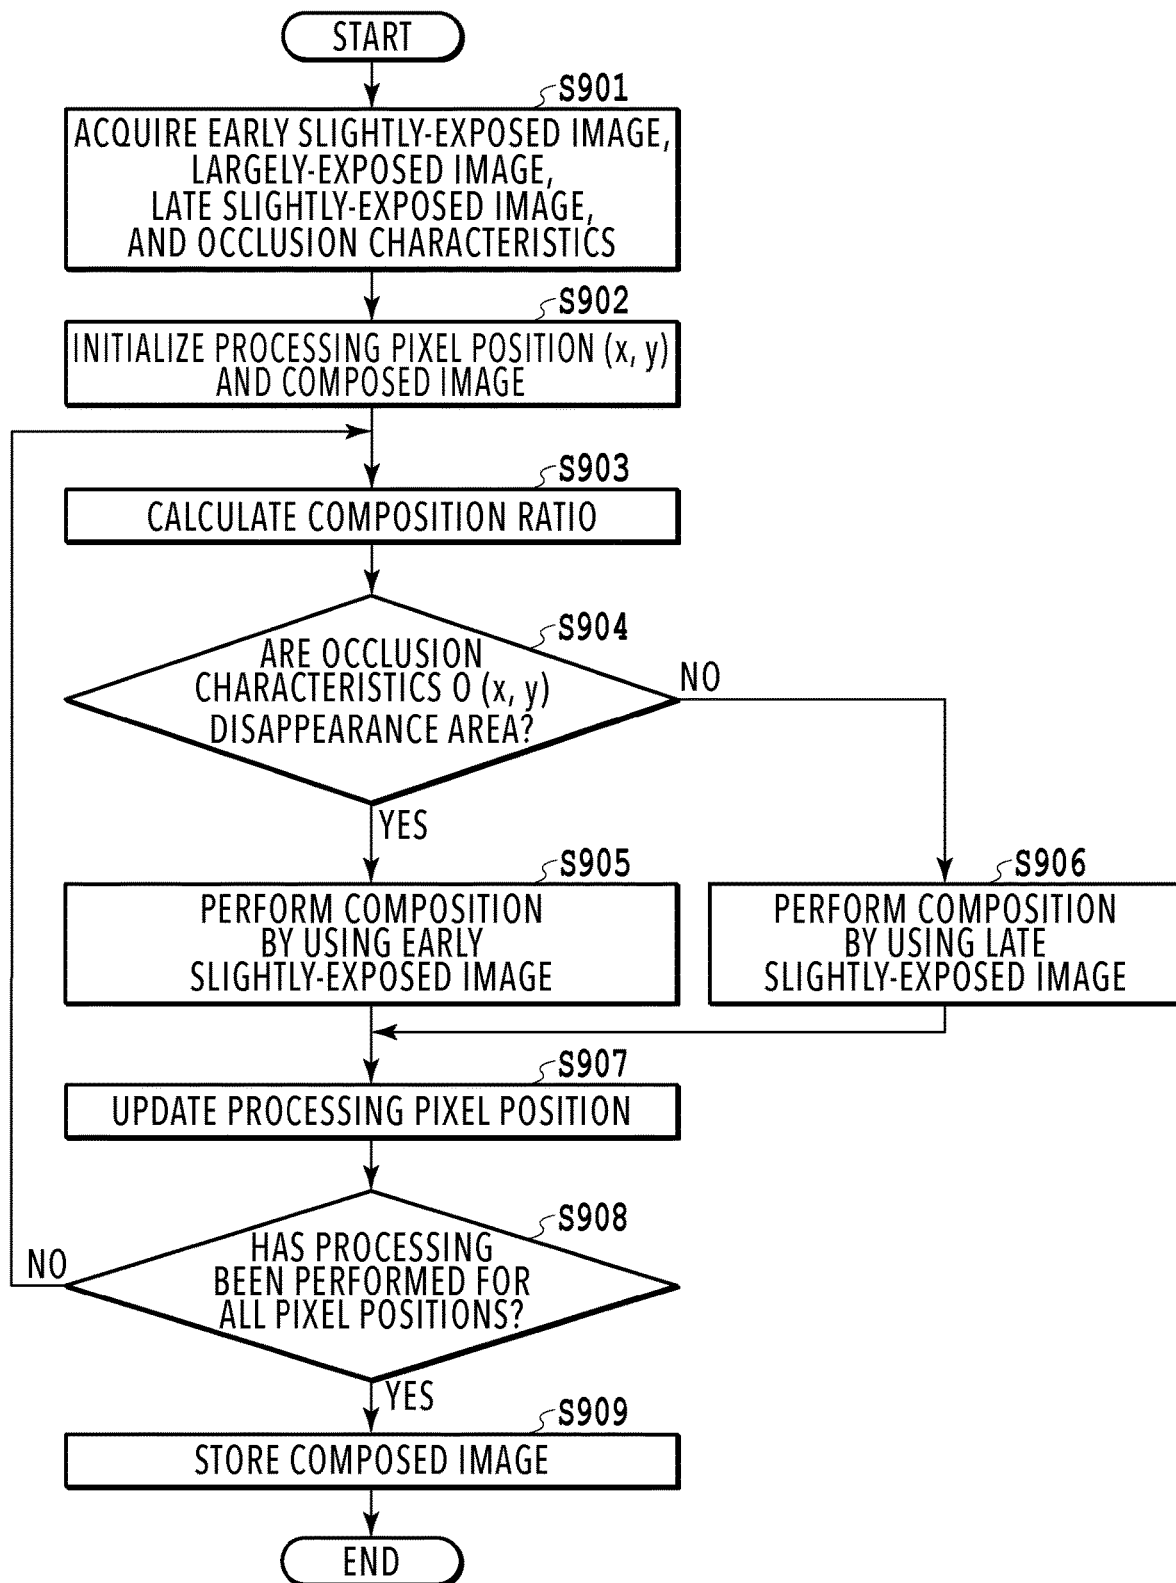 START
S901
ACQUIRE EARLY SLIGHTLY-EXPOSED IMAGE,
LARGELY-EXPOSED IMAGE,
LATE SLIGHTLY-EXPOSED IMAGE,
AND OCCLUSION CHARACTERISTICS
S902
INITIALIZE PROCESSING PIXEL POSITION (x, y)
AND COMPOSED IMAGE
S903
CALCULATE COMPOSITION RATIO
S904
ARE OCCLUSION
CHARACTERISTICS O (x, y)
DISAPPEARANCE AREA?
NO
YES
S905
PERFORM COMPOSITION
BY USING EARLY
SLIGHTLY-EXPOSED IMAGE
S906
PERFORM COMPOSITION
BY USING LATE
SLIGHTLY-EXPOSED IMAGE
S907
UPDATE PROCESSING PIXEL POSITION
S908
HAS PROCESSING
BEEN PERFORMED FOR
ALL PIXEL POSITIONS?
NO
YES
S909
STORE COMPOSED IMAGE
END